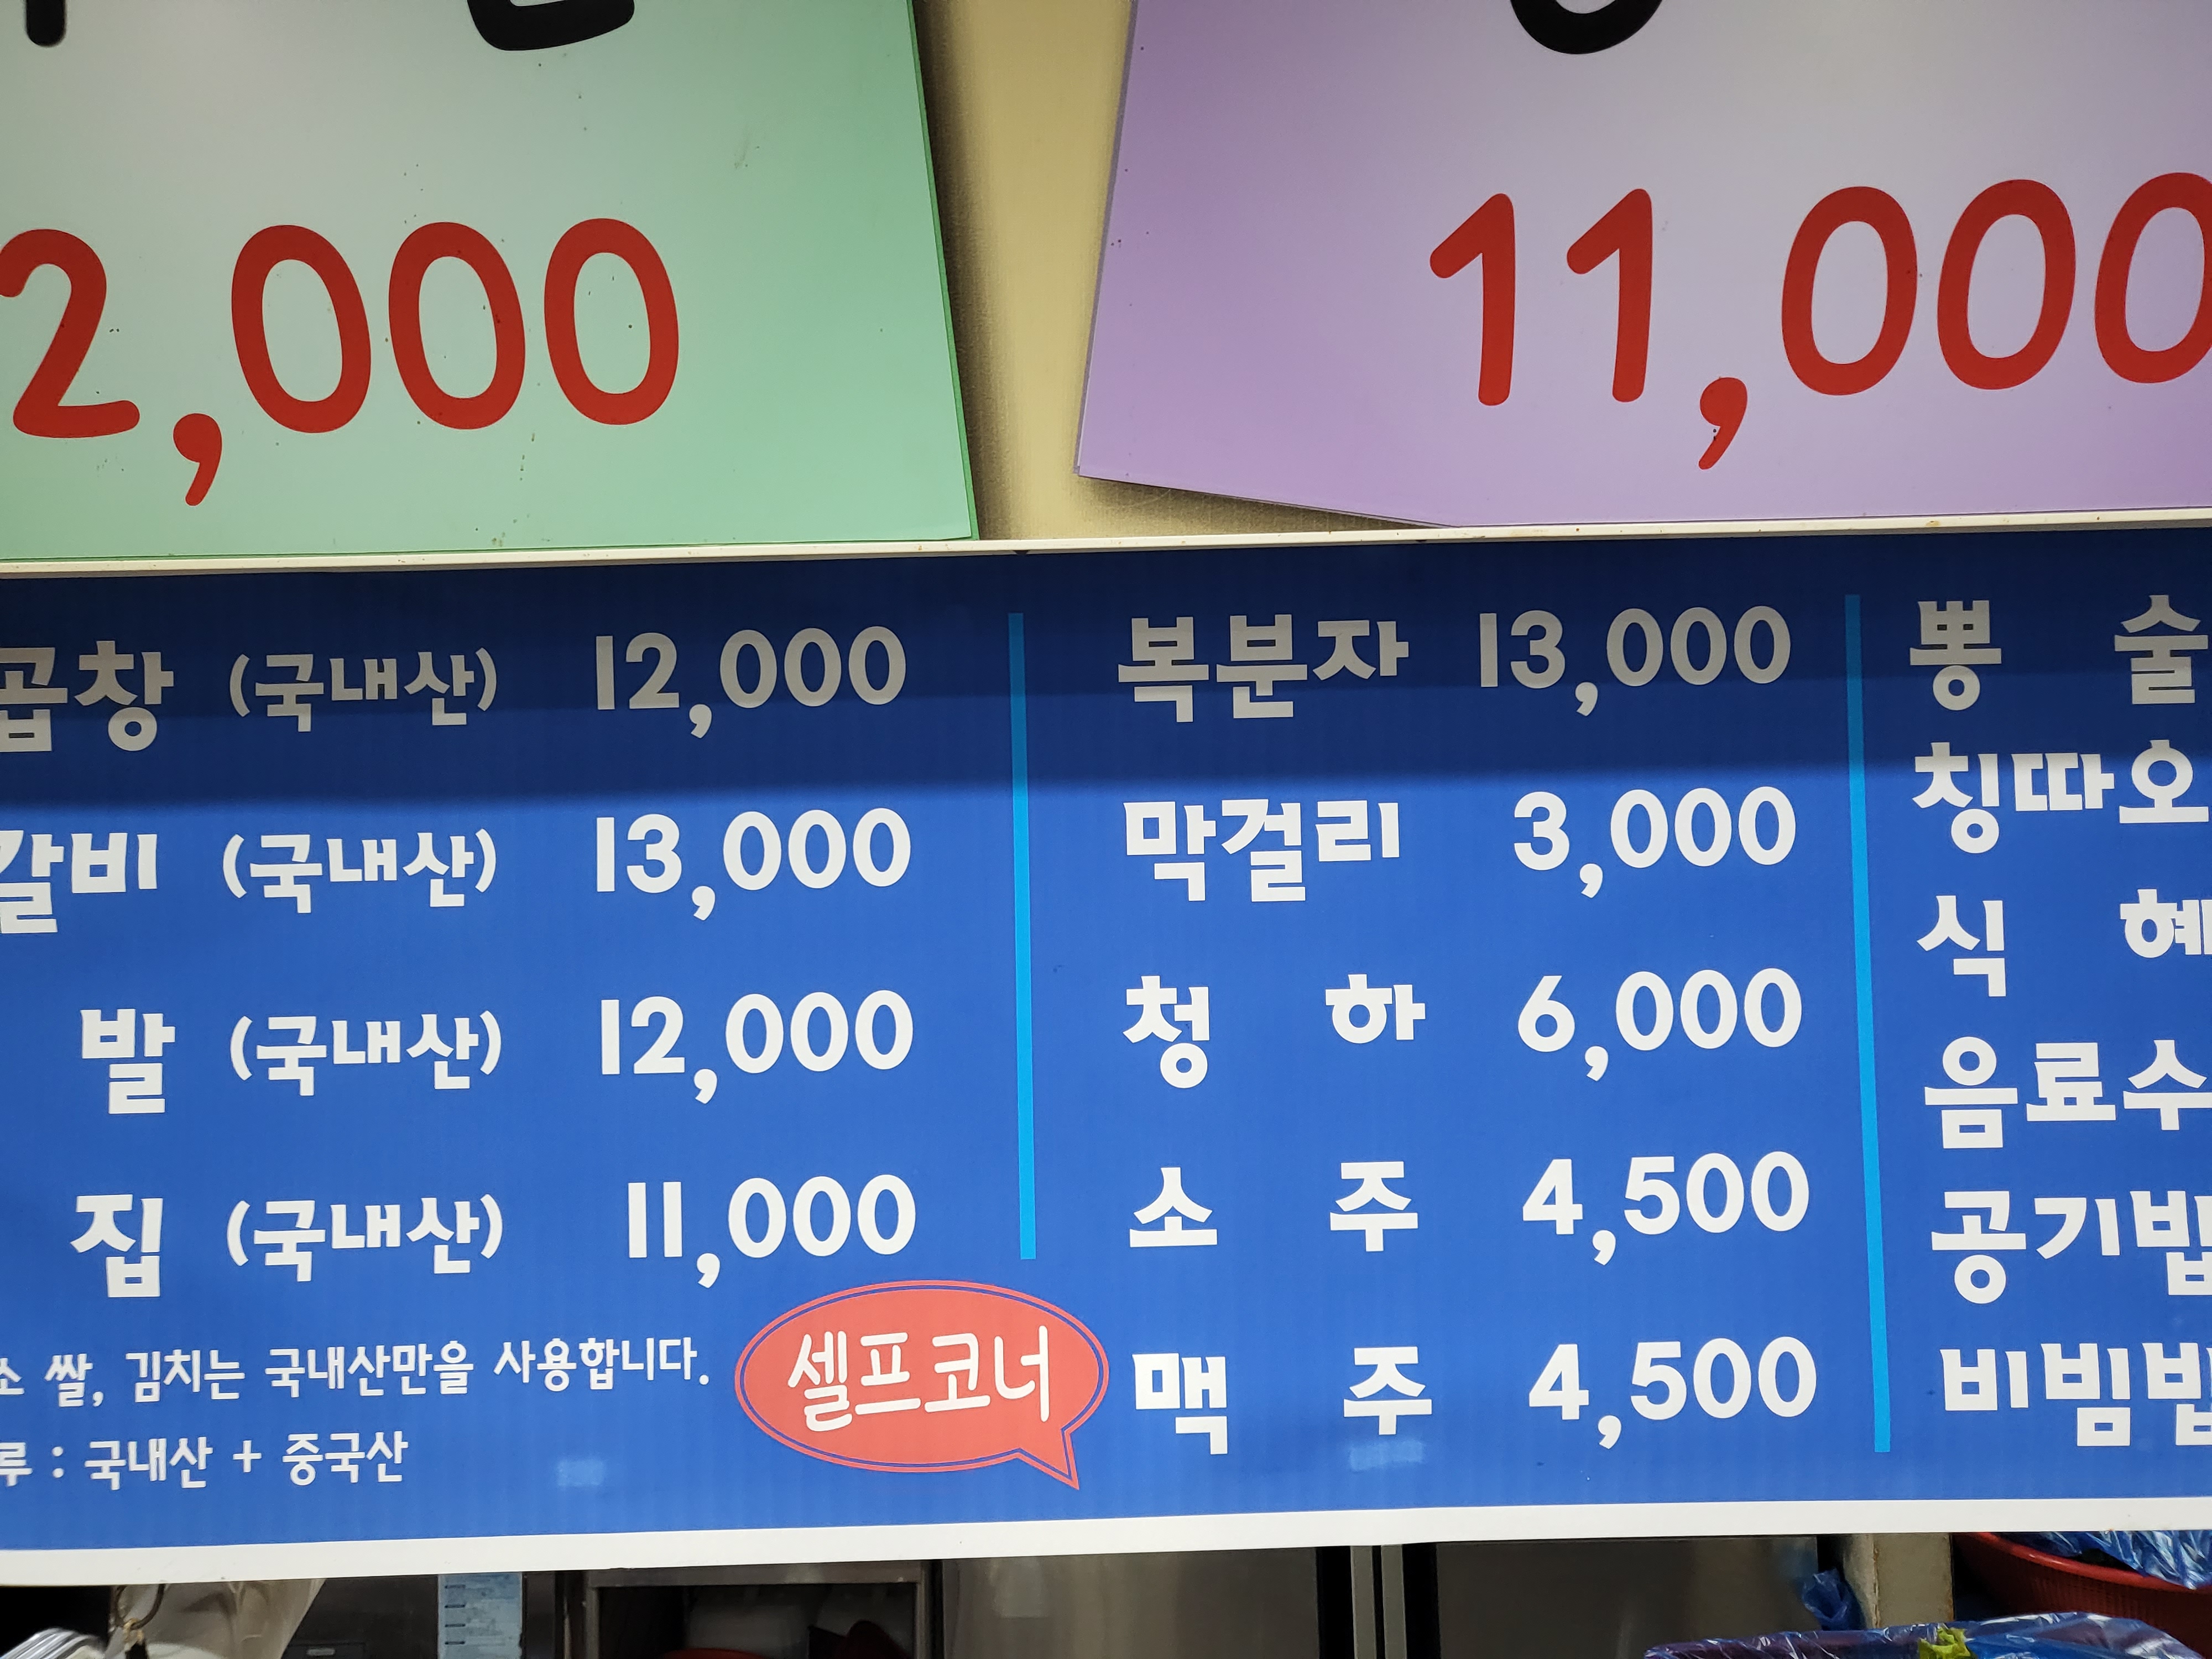 2,000
11,000
곱창 (국내산) 12,000
갈비 (국내산) 13,000
발 (국내산) 12,000
집 (국내산) 11,000
쌀, 김치는 국내산만을 사용합니다.
루 : 국내산 + 중국산
셀프코너
복분자 13,000
막걸리 3,000
청 하 6,000
소 주 4,500
맥 주 4,500
뽕 술
칭따오
식 혜
음료수
공기밥
비빔밥